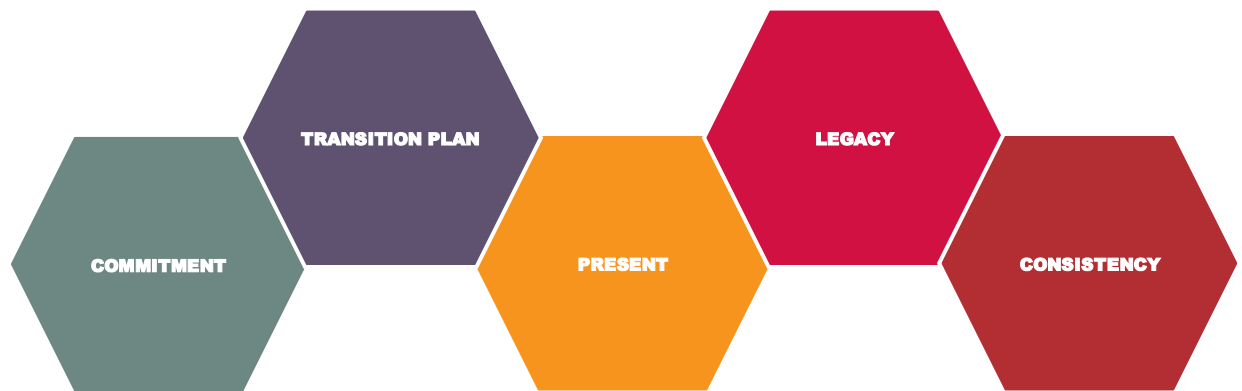 COMMITMENT
TRANSITION PLAN
PRESENT
LEGACY
CONSISTENCY